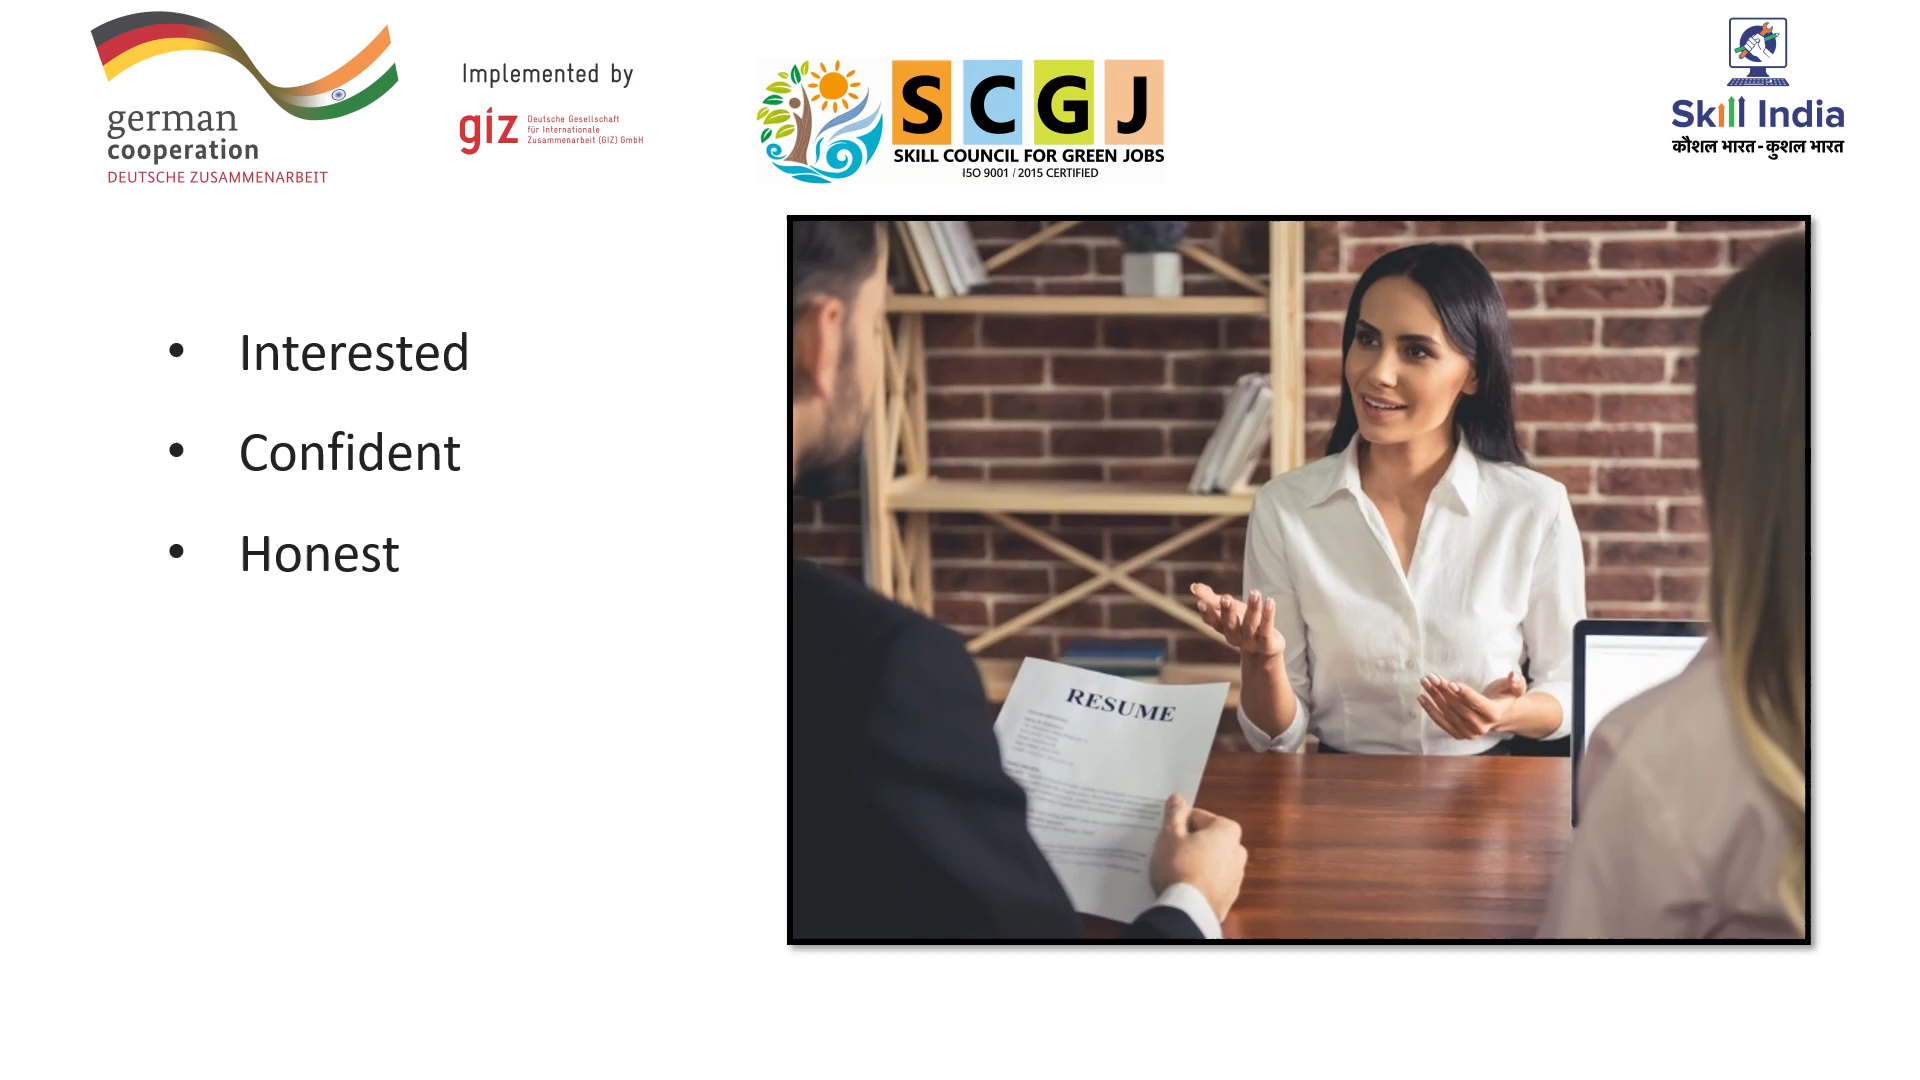 german
cooperation
DEUTSCHE ZUSAMMENARBEIT
Implemented by
giz
Deutsche Gesellschaft
für Internationale
Zusammenarbeit (GIZ) GmbH
SCGJ
SKILL COUNCIL FOR GREEN JOBS
ISO 9001 / 2015 CERTIFIED
Skill India
कौशल भारत - कुशल भारत
• Interested
• Confident
• Honest
RESUME